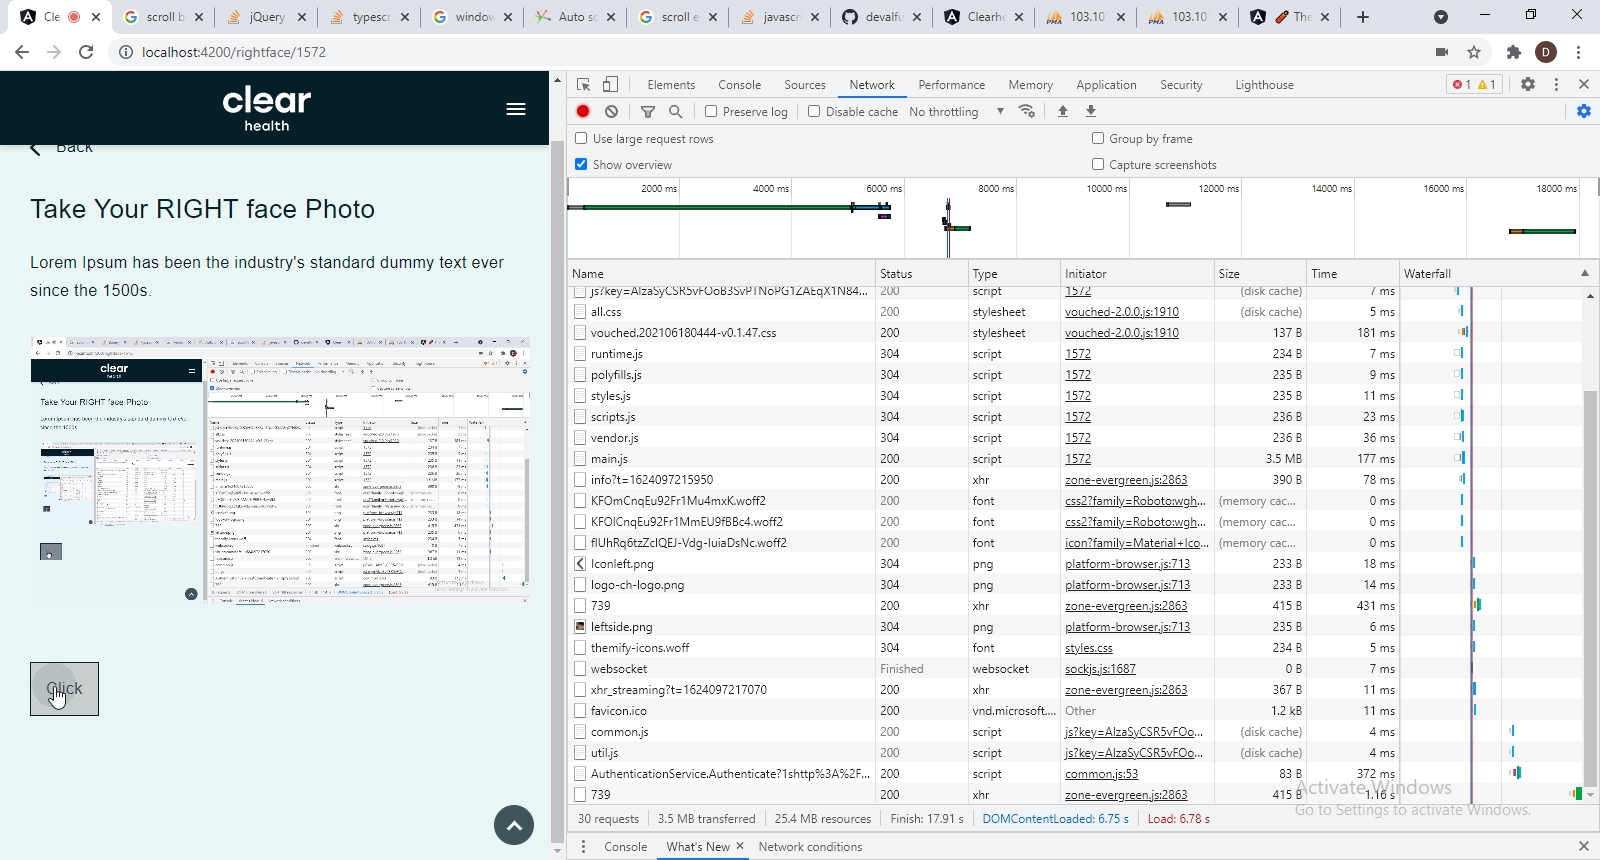 Cle
scroll b
jQuery
typescr
window
Auto sc
scroll e
javascri
devalfu
Clearhe
103.10
103.10
The
localhost:4200/rightface/1572
D
clear
health
Back
Take Your RIGHT face Photo
Lorem Ipsum has been the industry's standard dummy text ever
since the 1500s.
Click
Elements Console Sources Network Performance Memory Application Security Lighthouse 1 1
Preserve log Disable cache No throttling
Use large request rows Group by frame
Show overview Capture screenshots
2000 ms 4000 ms 6000 ms 8000 ms 10000 ms 12000 ms 14000 ms 16000 ms 18000 ms
Name Status Type Initiator Size Time Waterfall
200 script 1572 (disk cache) 7 ms
all.css 200 stylesheet vouched-2.0.0.js:1910 (disk cache) 5 ms
vouched.202106180444-v0.1.47.css 200 stylesheet vouched-2.0.0.js:1910 137 B 181 ms
runtime.js 304 script 1572 234 B 7 ms
polyfills.js 304 script 1572 235 B 9 ms
styles.js 304 script 1572 235 B 11 ms
scripts.js 304 script 1572 236 B 23 ms
vendor.js 304 script 1572 236 B 36 ms
main.js 200 script 1572 3.5 MB 177 ms
info?t=1624097215950 200 xhr zone-evergreen.js:2863 390 B 78 ms
KFOmCnqEu92Fr1Mu4mxK.woff2 200 font css2?family=Roboto:wgh... (memory cac... 0 ms
KFOlCnqEu92Fr1MmEU9fBBc4.woff2 200 font css2?family=Roboto:wgh... (memory cac... 0 ms
flUhRq6tzZclQEJ-Vdg-IuiaDsNc.woff2 200 font icon?family=Material+Ico... (memory cac... 0 ms
Iconleft.png 304 png platform-browser.js:713 233 B 18 ms
logo-ch-logo.png 304 png platform-browser.js:713 233 B 14 ms
739 200 xhr zone-evergreen.js:2863 415 B 431 ms
leftside.png 304 png platform-browser.js:713 235 B 6 ms
themify-icons.woff 304 font styles.css 234 B 5 ms
websocket Finished websocket sockjs.js:1687 0 B 7 ms
xhr_streaming?t=1624097217070 200 xhr zone-evergreen.js:2863 367 B 11 ms
favicon.ico 200 vnd.microsoft.... Other 1.2 kB 11 ms
common.js 200 script js?key=AIzaSyCSR5vFOo... (disk cache) 4 ms
util.js 200 script js?key=AIzaSyCSR5vFOo... (disk cache) 4 ms
AuthenticationService.Authenticate?1shttp%3A%2F... 200 script common.js:53 83 B 372 ms
739 200 xhr zone-evergreen.js:2863 415 B 1.16 s
Activate Windows
Go to Settings to activate Windows.
30 requests 3.5 MB transferred 25.4 MB resources Finish: 17.91 s DOMContentLoaded: 6.75 s Load: 6.78 s
Console What's New Network conditions